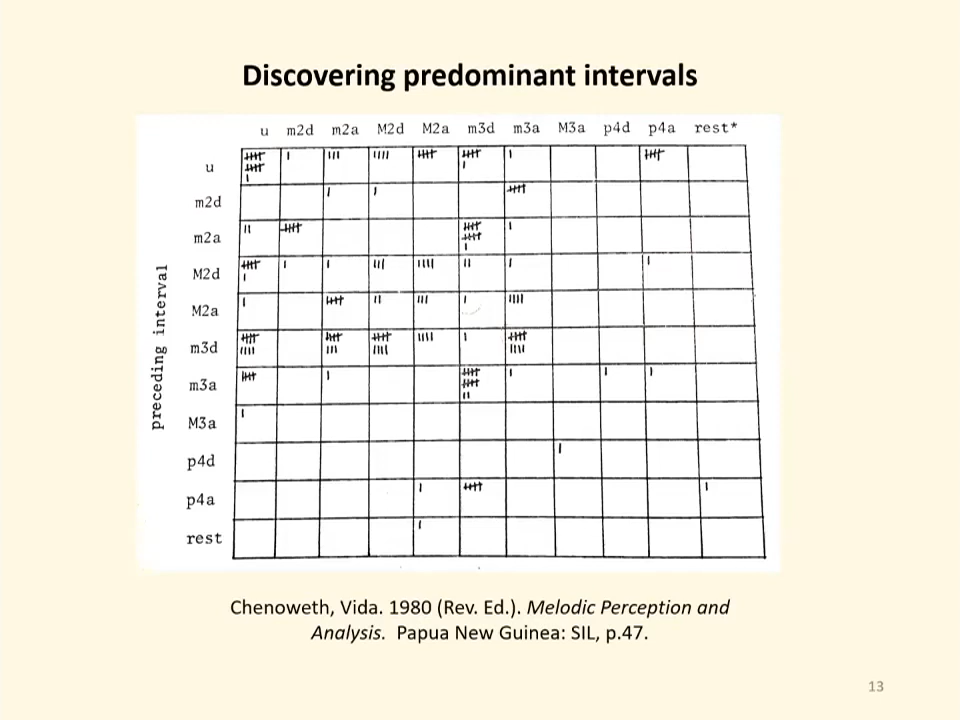 Discovering predominant intervals
u m2d m2a M2d M2a m3d m3a M3a p4d p4a rest*
preceding interval
u
m2d
m2a
M2d
M2a
m3d
m3a
M3a
p4d
p4a
rest
Chenoweth, Vida. 1980 (Rev. Ed.). Melodic Perception and
Analysis. Papua New Guinea: SIL, p.47.
13